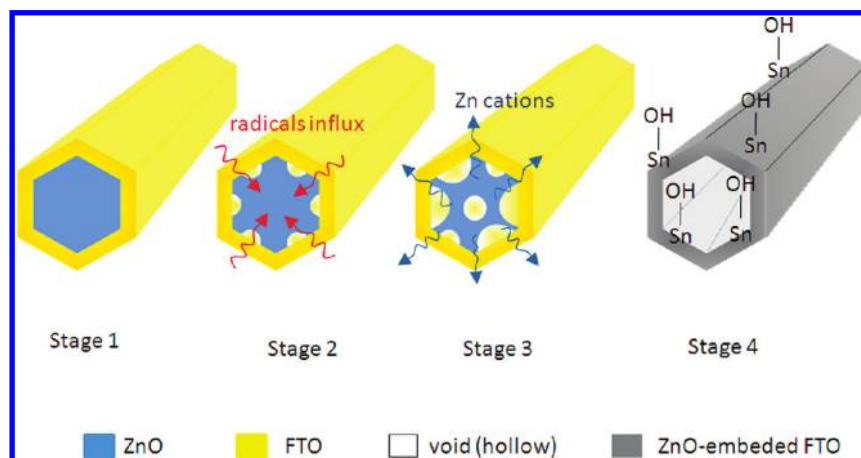 OH
Sn
radicals influx
Zn cations
OH
Sn
OH
Sn
OH
Sn
OH
Sn
Stage 1
Stage 2
Stage 3
Stage 4
ZnO
FTO
void (hollow)
ZnO-embeded FTO